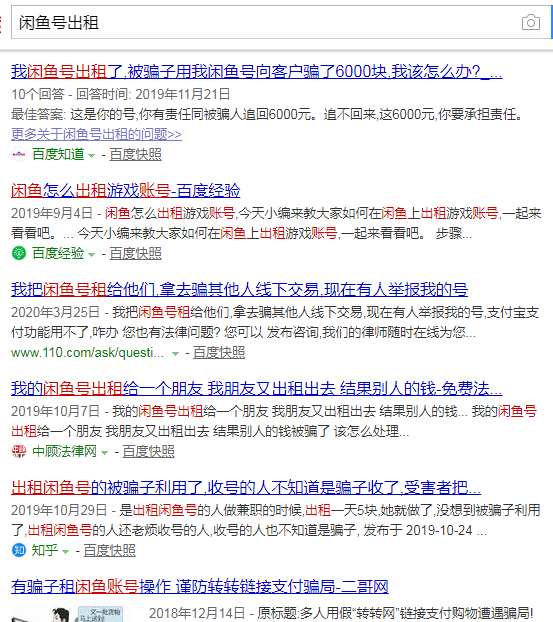 闲鱼号出租
我闲鱼号出租了,被骗子用我闲鱼号向客户骗了6000块,我该怎么办?_...
10个回答 - 回答时间: 2019年11月21日
最佳答案: 这是你的号,你有责任同被骗人追回6000元。追不回来,这6000元,你要承担责任。
更多关于闲鱼号出租的问题>>
百度知道 - 百度快照
闲鱼怎么出租游戏账号-百度经验
2019年9月4日 - 闲鱼怎么出租游戏账号,今天小编来教大家如何在闲鱼上出租游戏账号,一起来
看看吧。... 今天小编来教大家如何在闲鱼上出租游戏账号,一起来看看吧。 步骤...
百度经验 - 百度快照
我把闲鱼号租给他们,拿去骗其他人线下交易,现在有人举报我的号
2020年3月25日 - 我把闲鱼号租给他们,拿去骗其他人线下交易,现在有人举报我的号,支付宝支
付功能用不了,咋办 您也有法律问题? 您可以 发布咨询,我们的律师随时在线为您...
www.110.com/ask/questi... - 百度快照
我的闲鱼号出租给一个朋友 我朋友又出租出去 结果别人的钱-免费法...
2019年10月7日 - 我的闲鱼号出租给一个朋友 我朋友又出租出去 结果别人的钱... 我的闲鱼号
出租给一个朋友 我朋友又出租出去 结果别人的钱被骗了 该怎么处理...
中顾法律网 - 百度快照
出租闲鱼号的被骗子利用了,收号的人不知道是骗子收了,受害者把...
2019年10月29日 - 是出租闲鱼号的人做兼职的时候,出租一天5块,她就做了,没想到被骗子利用
了,出租闲鱼号的人还老烦收号的人,收号的人也不知道是骗子, 发布于 2019-10-24 ...
知乎 - 百度快照
有骗子租闲鱼账号操作 谨防转转链接支付骗局-二哥网
2018年12月14日 - 原标题:多人用假“转转网”链接支付购物遭遇骗局!
又一批货物
马上送到!